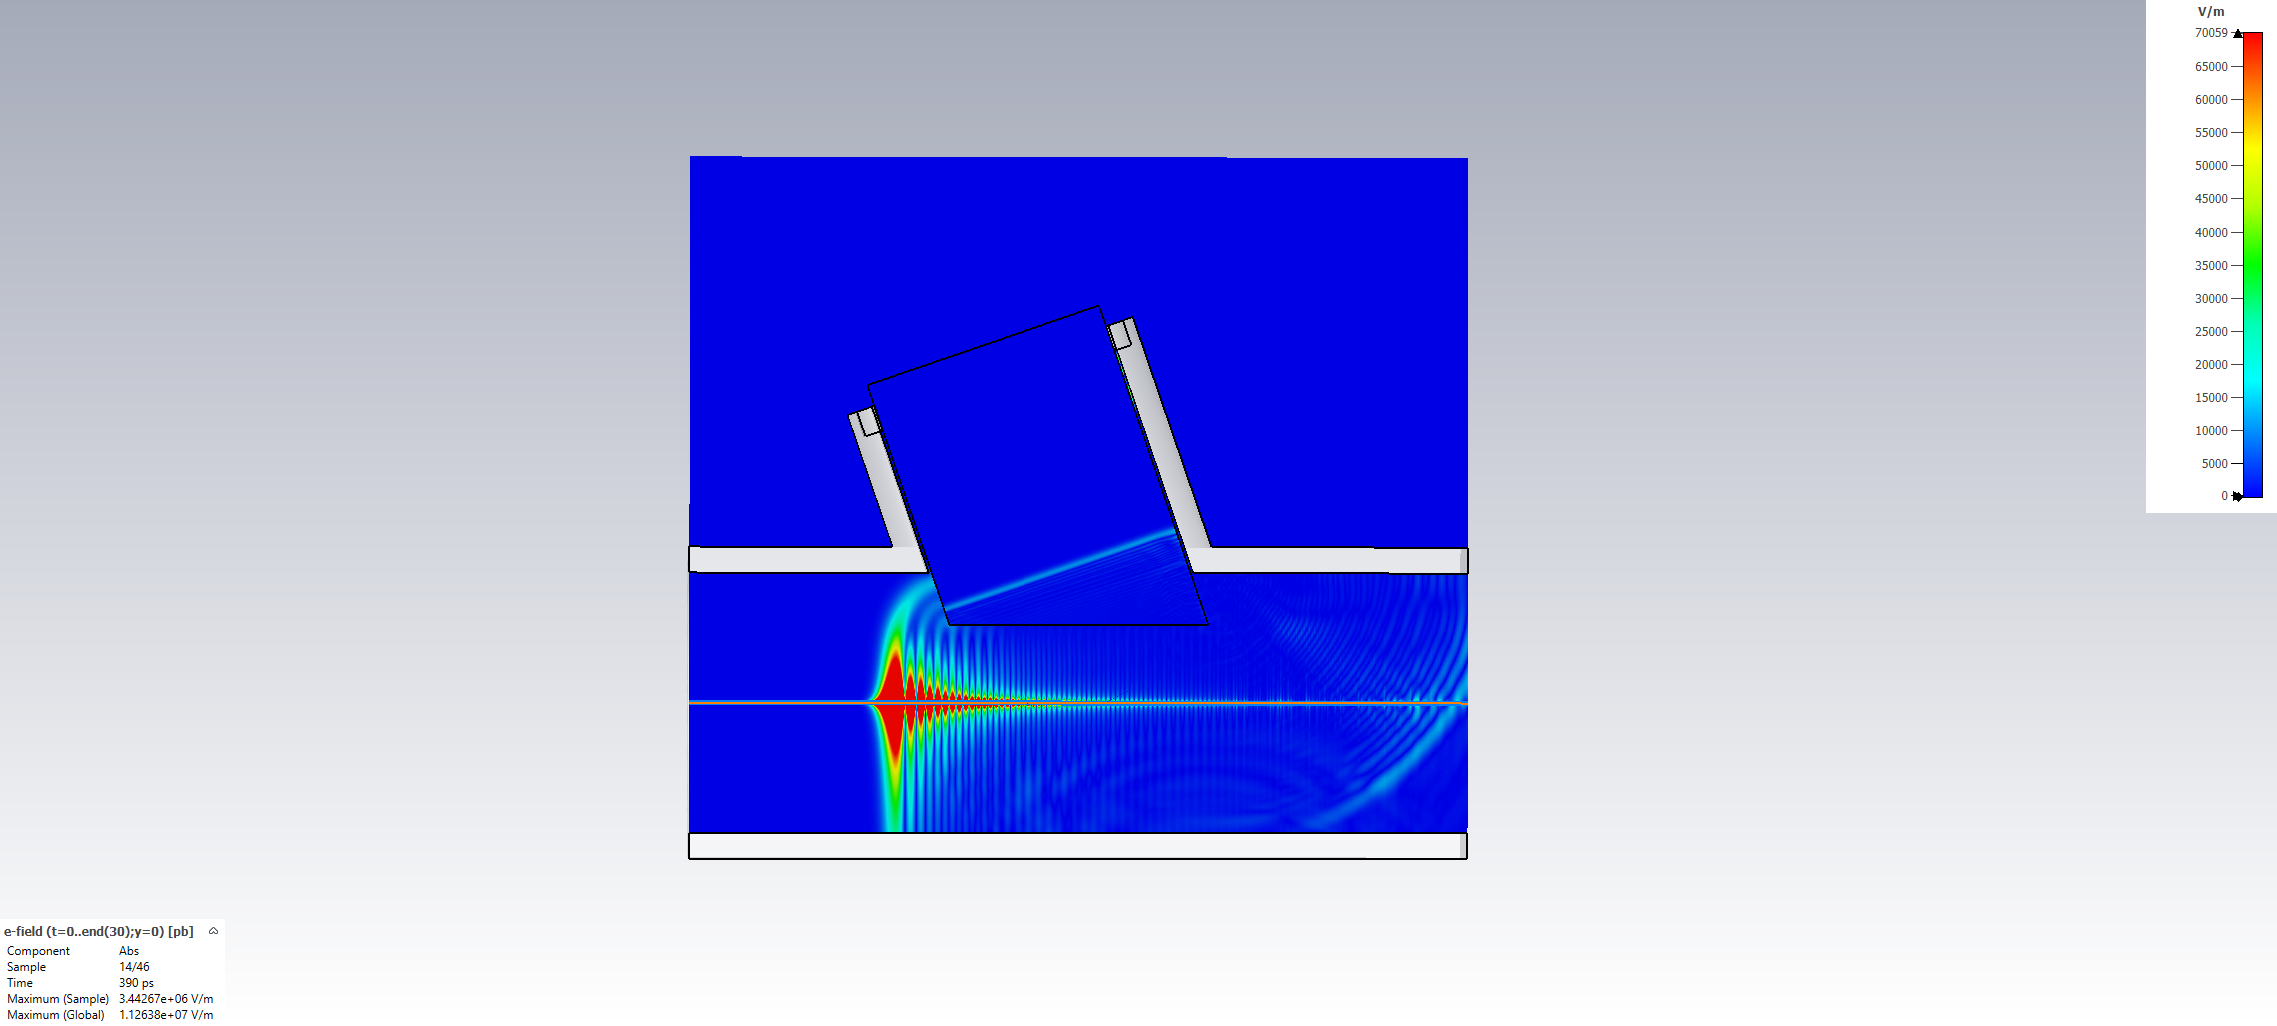 V/m
70059
65000
60000
55000
50000
45000
40000
35000
30000
25000
20000
15000
10000
5000
0
e-field (t=0..end(30);y=0) [pb]
Component Abs
Sample 14/46
Time 390 ps
Maximum (Sample) 3.44267e+06 V/m
Maximum (Global) 1.12638e+07 V/m